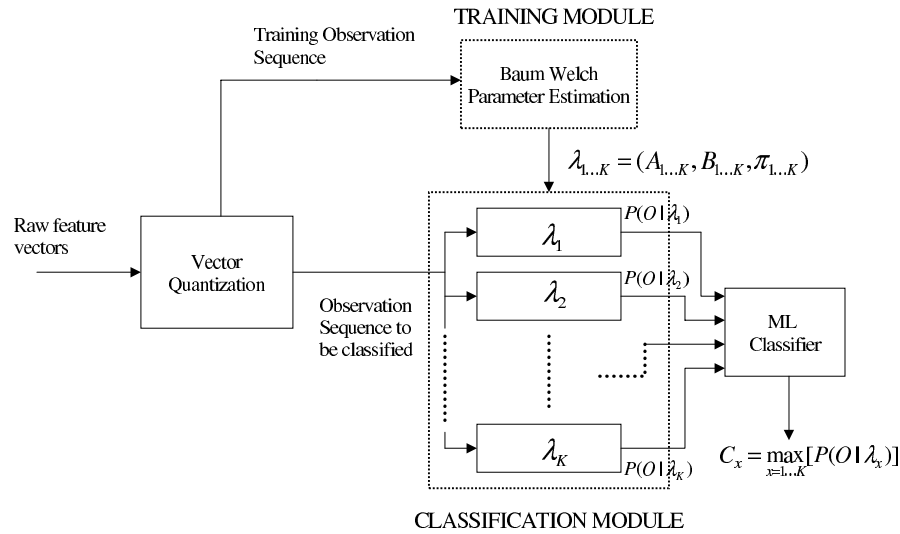 TRAINING MODULE
Training Observation
Sequence
Baum Welch
Parameter Estimation
λ₁...K = (A₁...K, B₁...K, π₁...K)
Raw feature
vectors
Vector
Quantization
Observation
Sequence to
be classified
λ₁
P(O | λ₁)
λ₂
P(O | λ₂)
λK
P(O | λK)
ML
Classifier
Cx = max[P(O | λx)]
x=1...K
CLASSIFICATION MODULE